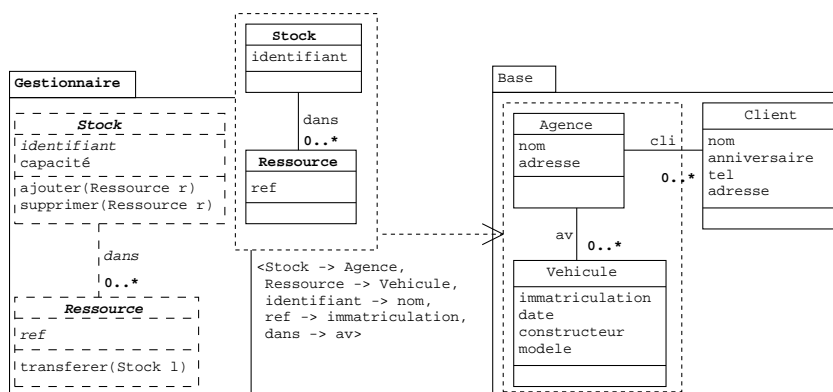 Gestionnaire
Stock
identifiant
capacité
ajouter(Ressource r)
supprimer(Ressource r)
dans
0..*
Ressource
ref
transferer(Stock l)
Stock
identifiant
dans
0..*
Ressource
ref
<Stock -> Agence,
Ressource -> Vehicule,
identifiant -> nom,
ref -> immatriculation,
dans -> av>
Base
Agence
nom
adresse
cli
0..*
Client
nom
anniversaire
tel
adresse
av
0..*
Vehicule
immatriculation
date
constructeur
modele